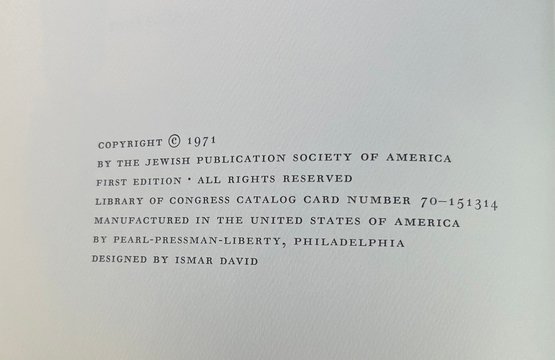 COPYRIGHT © 1971
BY THE JEWISH PUBLICATION SOCIETY OF AMERICA
FIRST EDITION · ALL RIGHTS RESERVED
LIBRARY OF CONGRESS CATALOG CARD NUMBER 70–151314
MANUFACTURED IN THE UNITED STATES OF AMERICA
BY PEARL-PRESSMAN-LIBERTY, PHILADELPHIA
DESIGNED BY ISMAR DAVID